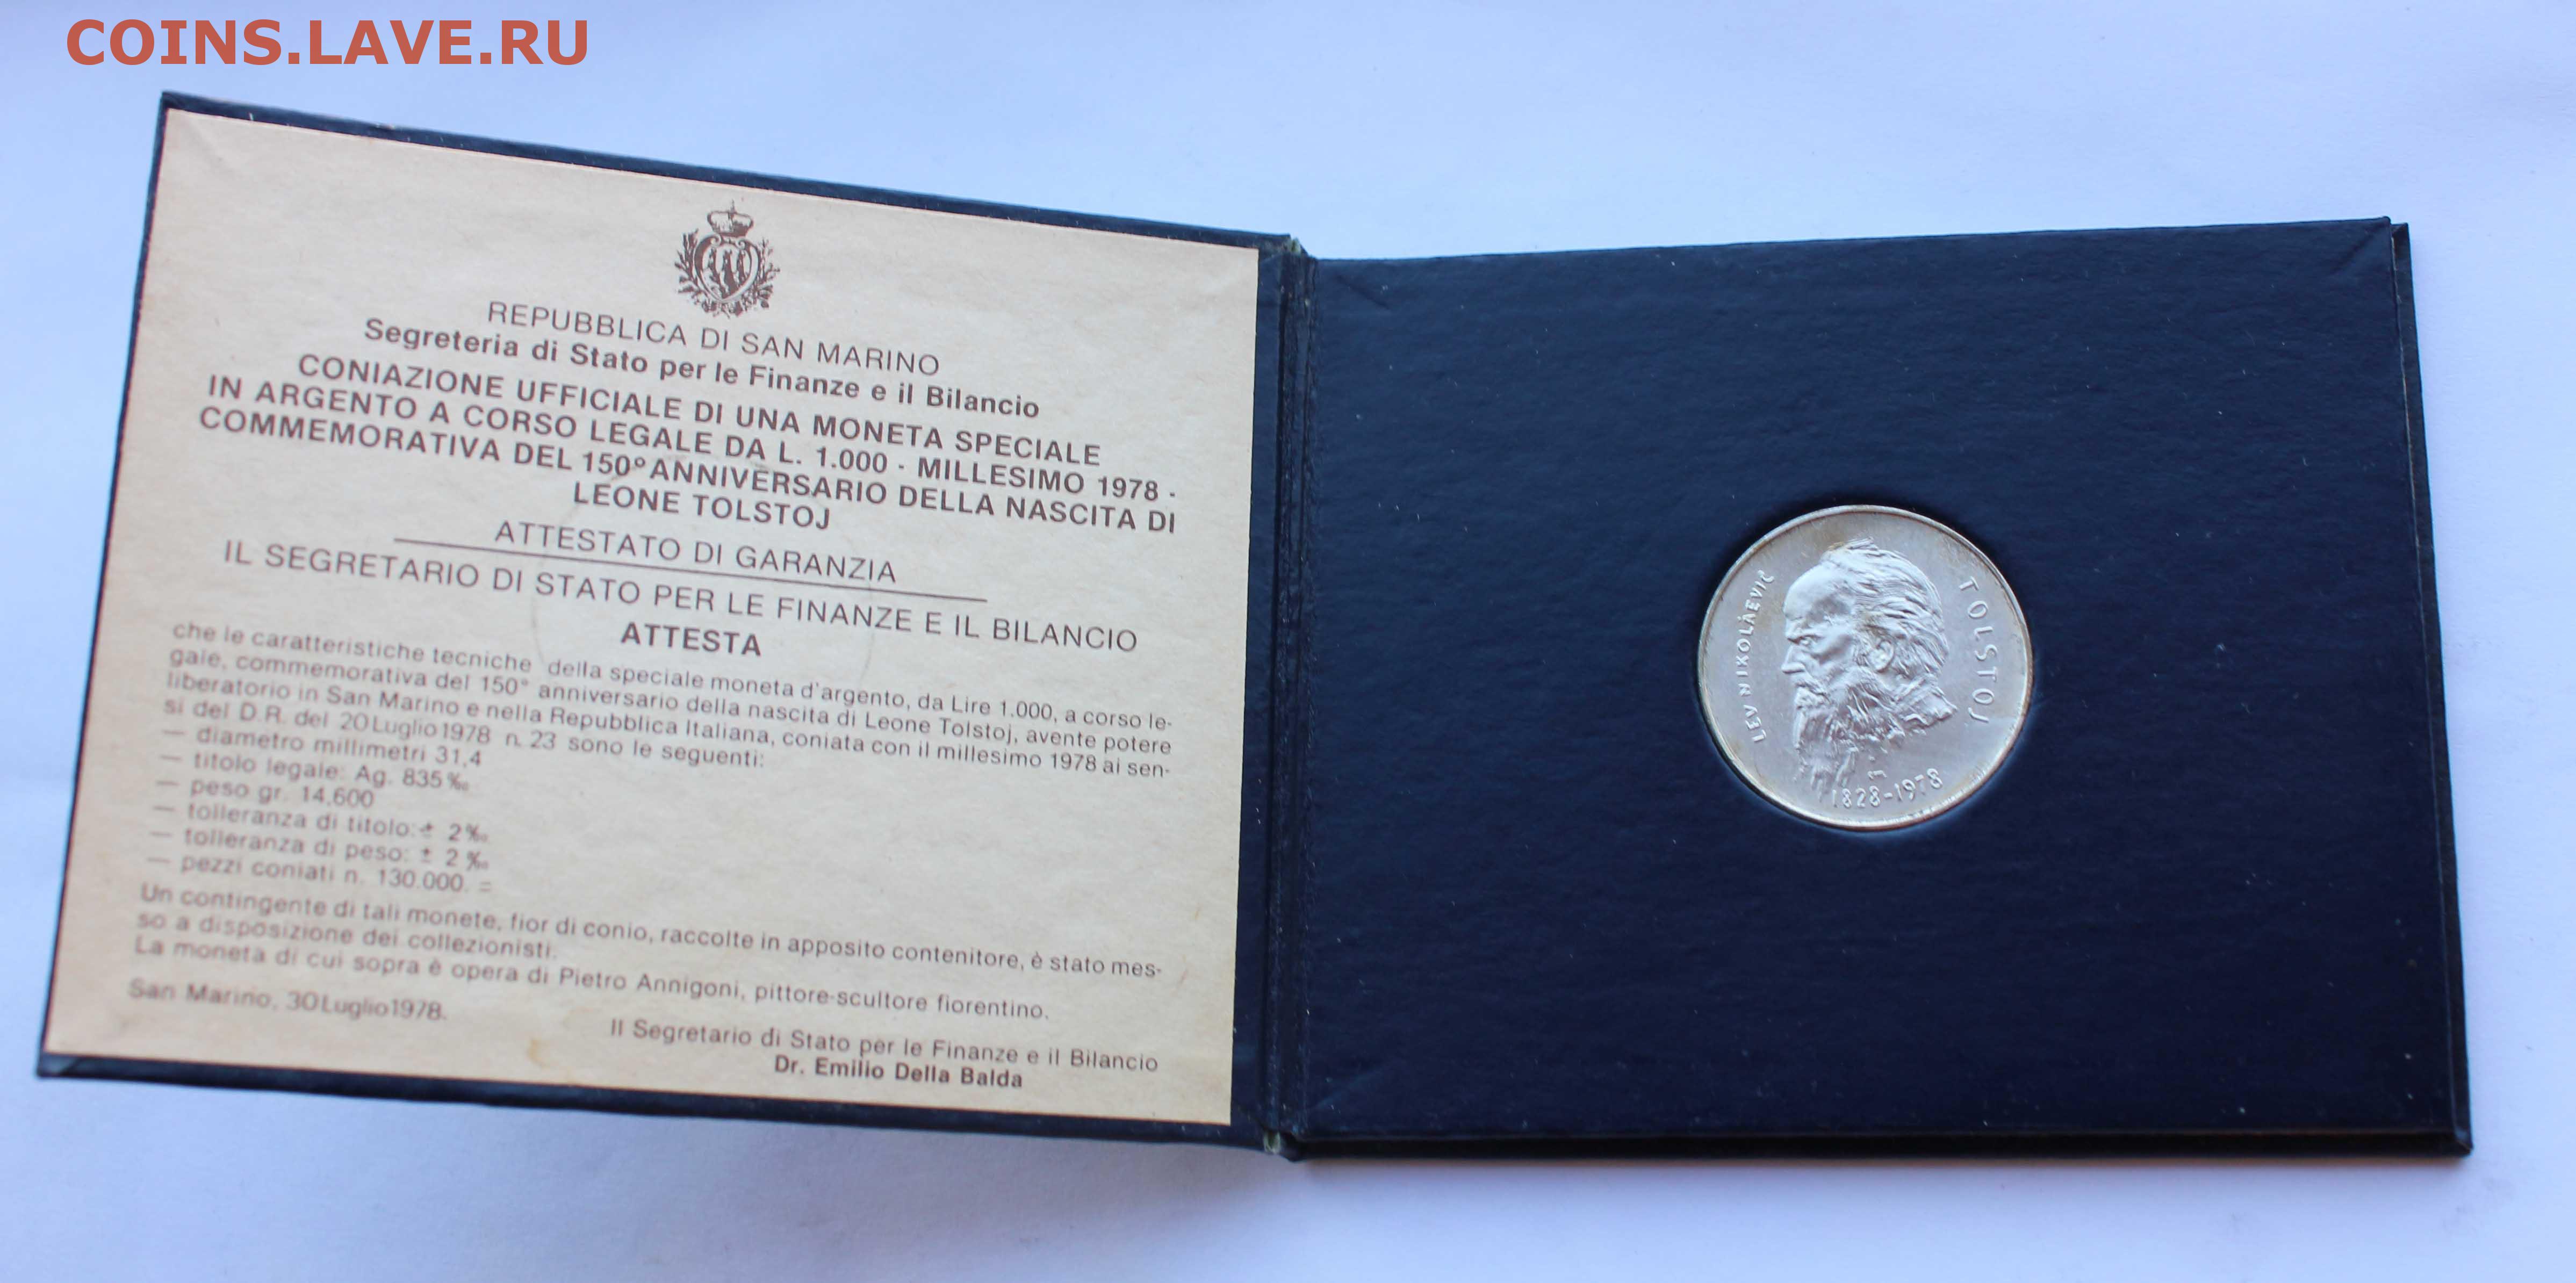 COINS.LAVE.RU
REPUBBLICA DI SAN MARINO
Segreteria di Stato per le Finanze e il Bilancio
CONIAZIONE UFFICIALE DI UNA MONETA SPECIALE
IN ARGENTO A CORSO LEGALE DA L. 1.000 - MILLESIMO 1978 -
COMMEMORATIVA DEL 150° ANNIVERSARIO DELLA NASCITA DI
LEONE TOLSTOJ
ATTESTATO DI GARANZIA
IL SEGRETARIO DI STATO PER LE FINANZE E IL BILANCIO
ATTESTA
che le caratteristiche tecniche della speciale moneta d'argento, da Lire 1.000, a corso le-
gale, commemorativa del 150° anniversario della nascita di Leone Tolstoj, avente potere
liberatorio in San Marino e nella Repubblica Italiana, coniata con il millesimo 1978 ai sen-
si del D.R. del 20 Luglio 1978 n. 23 sono le seguenti:
— diametro millimetri 31,4
— titolo legale: Ag. 835‰
— peso gr. 14,600
— tolleranza di titolo: ± 2‰
— tolleranza di peso: ± 2‰
— pezzi coniati n. 130.000. =
Un contingente di tali monete, fior di conio, raccolte in apposito contenitore, è stato mes-
so a disposizione dei collezionisti.
La moneta di cui sopra è opera di Pietro Annigoni, pittore-scultore fiorentino.
San Marino, 30 Luglio 1978.
Il Segretario di Stato per le Finanze e il Bilancio
Dr. Emilio Della Balda
LEV NIKOLÀEVIČ
TOLSTOJ
1828-1978